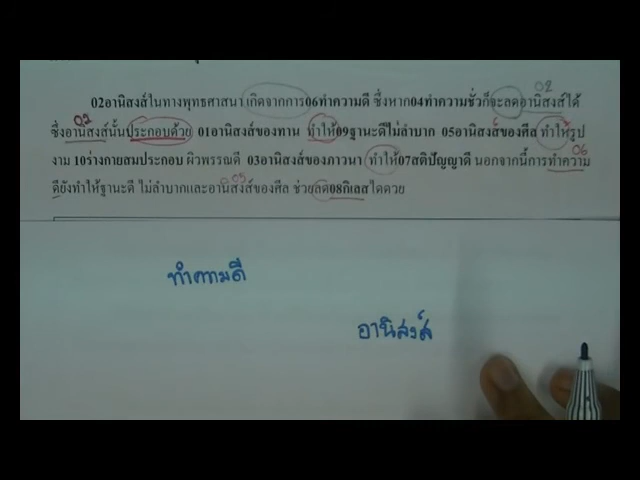 02
02อานิสงส์ในทางพุทธศาสนา เกิดจากการ06ทำความดี ซึ่งหาก04ทำความชั่วก็จะลดอานิสงส์ได้
02
ซึ่งอานิสงส์นั้นประกอบด้วย 01อานิสงส์ของทาน ทำให้09ฐานะดีไม่ลำบาก 05อานิสงส์ของศีล ทำให้รูป
06
งาม 10ร่างกายสมประกอบ ผิวพรรณดี 03อานิสงส์ของภาวนา ทำให้07สติปัญญาดี นอกจากนี้การทำความ
05
ดียังทำให้ฐานะดี ไม่ลำบากและอานิสงส์ของศีล ช่วยลด08กิเลสได้ด้วย
ทำความดี
อานิสงส์